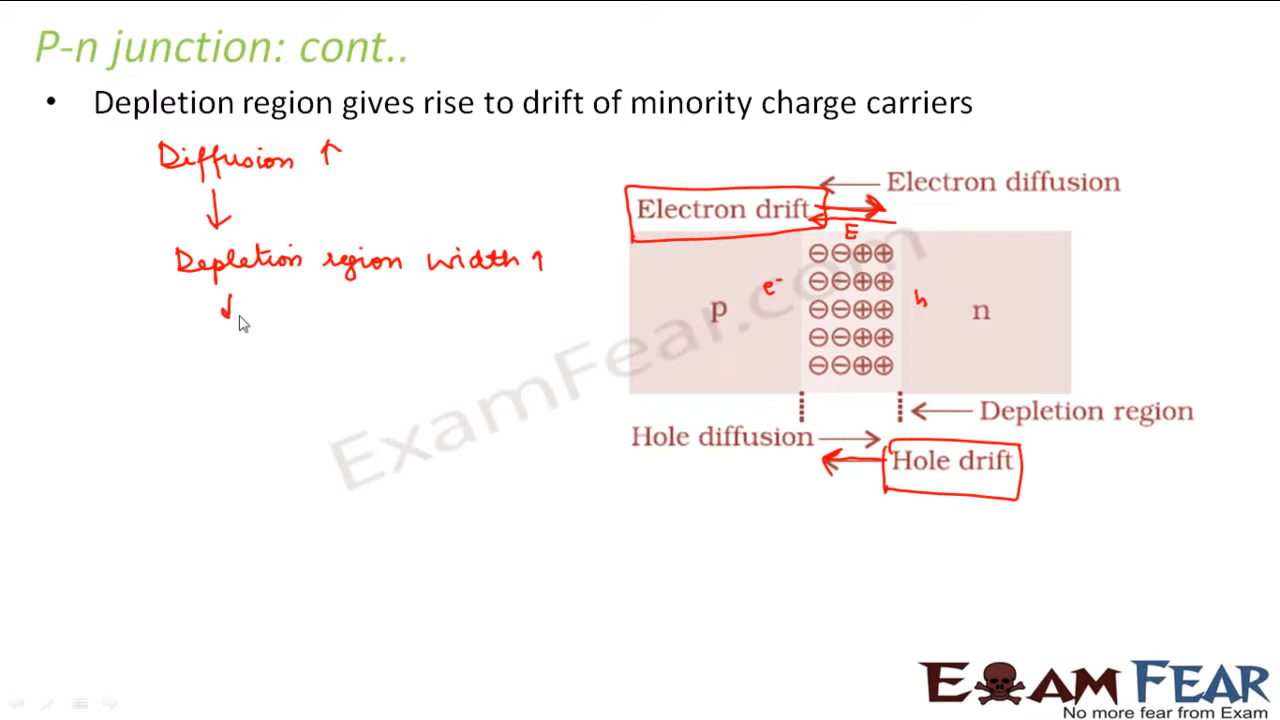 P-n junction: cont..
• Depletion region gives rise to drift of minority charge carriers
Diffusion ↑
↓
Depletion region width ↑
↓
Electron diffusion
Electron drift
E
⊖⊖⊕⊕
⊖⊖⊕⊕
⊖⊖⊕⊕
⊖⊖⊕⊕
⊖⊖⊕⊕
e-
h
p
n
Depletion region
Hole diffusion
Hole drift
ExamFear.com
EXAM FEAR
No more fear from Exam